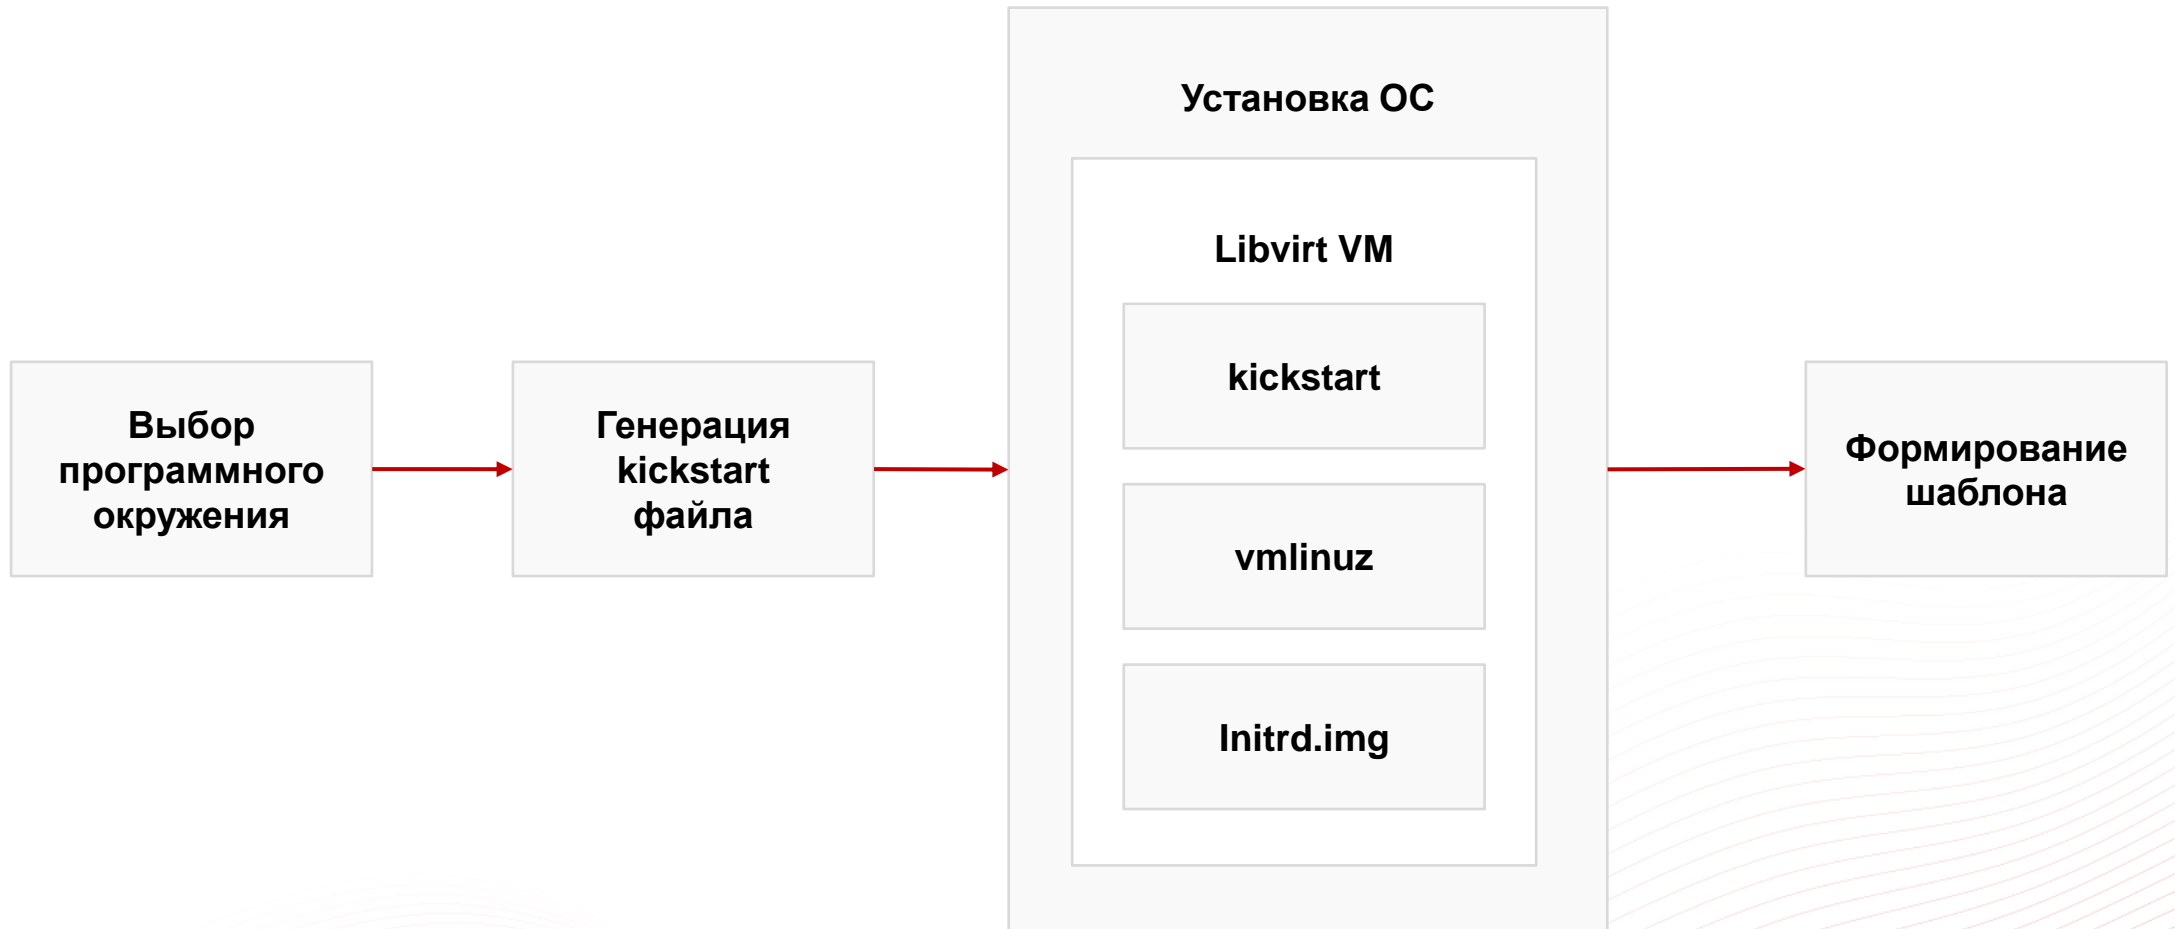 Выбор
программного
окружения
Генерация
kickstart
файла
Установка ОС
Libvirt VM
kickstart
vmlinuz
Initrd.img
Формирование
шаблона